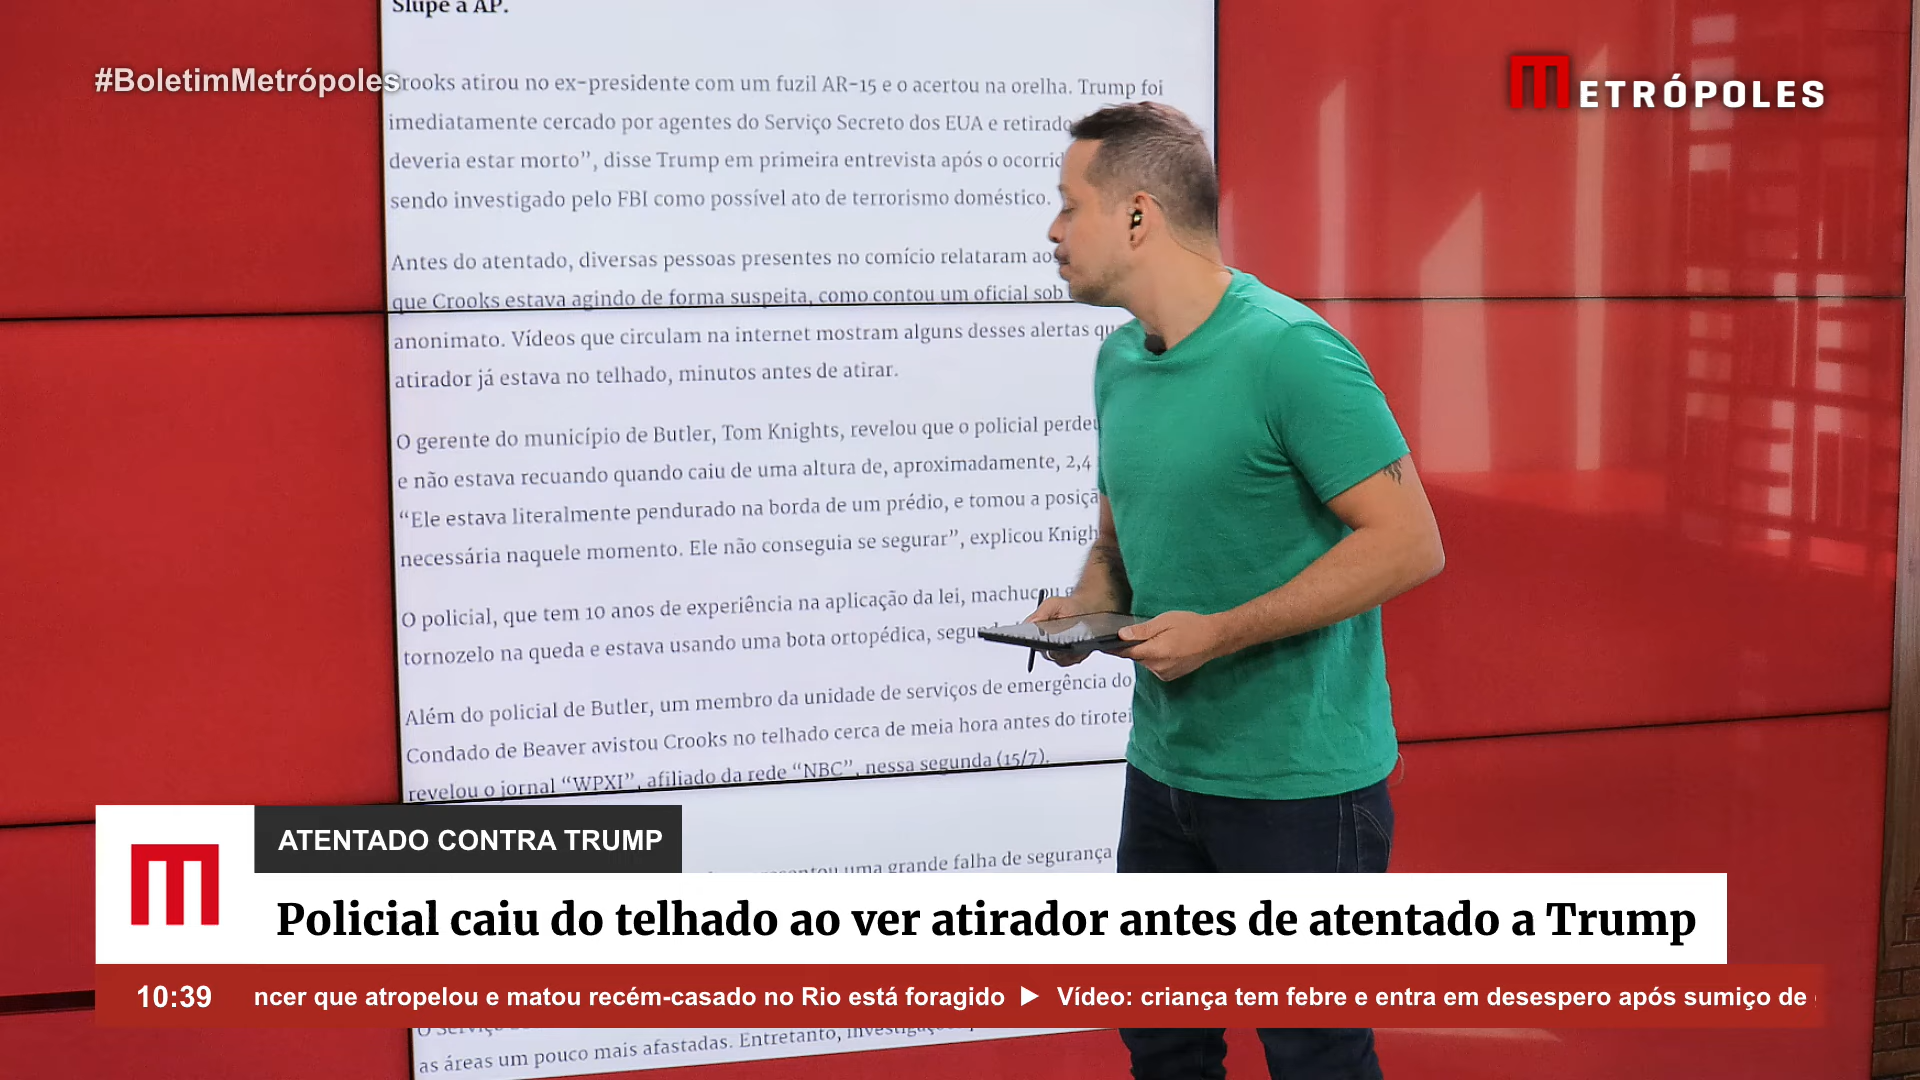 Slupe à AP.
#BoletimMetrópoles
METRÓPOLES
rooks atirou no ex-presidente com um fuzil AR-15 e o acertou na orelha. Trump foi
imediatamente cercado por agentes do Serviço Secreto dos EUA e retirado
deveria estar morto”, disse Trump em primeira entrevista após o ocorrid
sendo investigado pelo FBI como possível ato de terrorismo doméstico.
Antes do atentado, diversas pessoas presentes no comício relataram aos
que Crooks estava agindo de forma suspeita, como contou um oficial sob
anonimato. Vídeos que circulam na internet mostram alguns desses alertas qu
atirador já estava no telhado, minutos antes de atirar.
O gerente do município de Butler, Tom Knights, revelou que o policial perdeu
e não estava recuando quando caiu de uma altura de, aproximadamente, 2,4
“Ele estava literalmente pendurado na borda de um prédio, e tomou a posiçã
necessária naquele momento. Ele não conseguia se segurar”, explicou Knigh
O policial, que tem 10 anos de experiência na aplicação da lei, machucou
tornozelo na queda e estava usando uma bota ortopédica, segun
Além do policial de Butler, um membro da unidade de serviços de emergência do
Condado de Beaver avistou Crooks no telhado cerca de meia hora antes do tirotei
revelou o jornal “WPXI”, afiliado da rede “NBC”, nessa segunda (15/7).
uma grande falha de segurança
ATENTADO CONTRA TRUMP
Policial caiu do telhado ao ver atirador antes de atentado a Trump
10:39 ncer que atropelou e matou recém-casado no Rio está foragido ▶ Vídeo: criança tem febre e entra em desespero após sumiço de
as áreas um pouco mais afastadas. Entretanto,